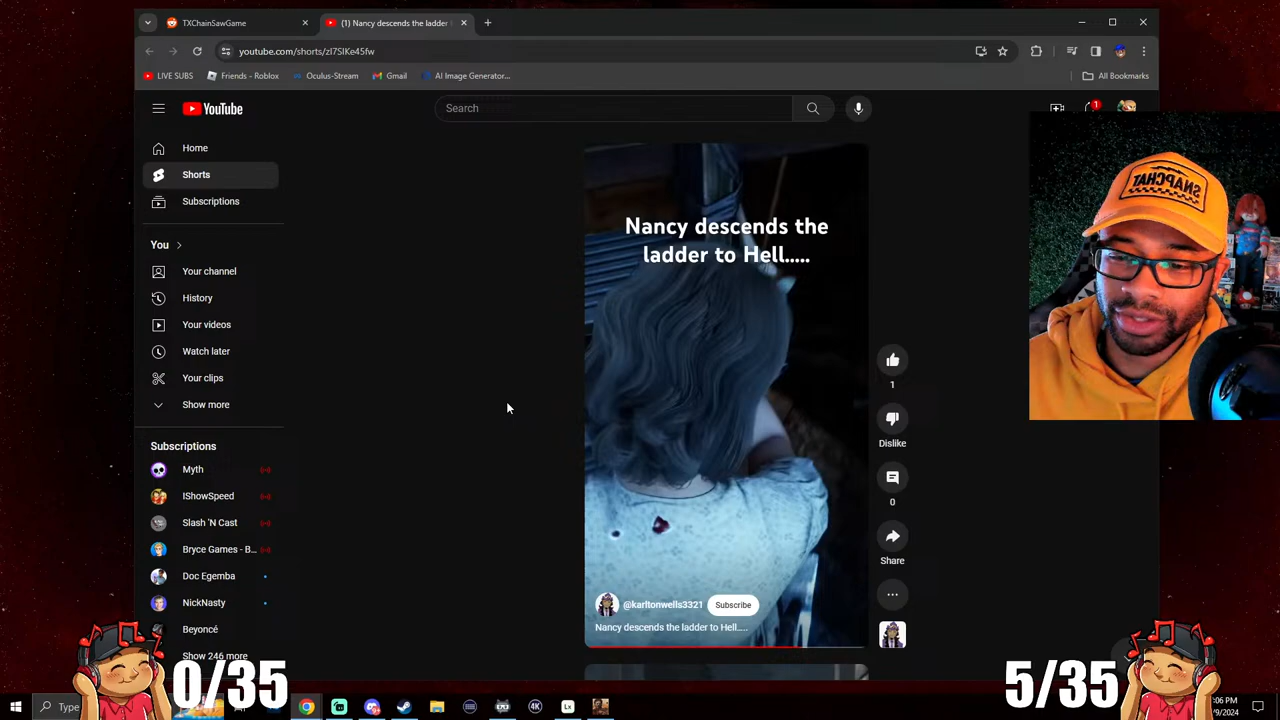 TXChainSawGame
(1) Nancy descends the ladder
youtube.com/shorts/zI7SIKe45fw
LIVE SUBS
Friends - Roblox
Oculus-Stream
Gmail
AI Image Generator...
All Bookmarks
YouTube
Search
1
Home
Shorts
Subscriptions
You
Your channel
History
Your videos
Watch later
Your clips
Show more
Subscriptions
Myth
IShowSpeed
Slash 'N Cast
Bryce Games - B...
Doc Egemba
NickNasty
Beyoncé
Show 246 more
Nancy descends the
ladder to Hell.....
@karltonwells3321
Subscribe
Nancy descends the ladder to Hell.....
1
Dislike
0
Share
SNAPCHAT
0/35
5/35
Type